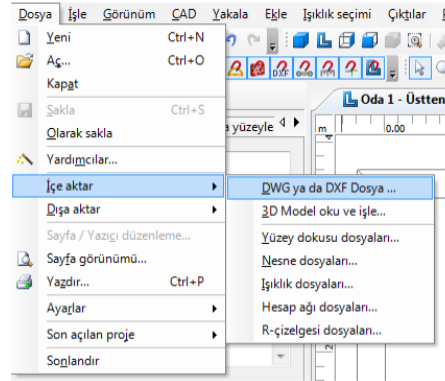 Dosya İşle Görünüm CAD Yakala Ekle Işıklık seçimi Çıktılar
Yeni Ctrl+N
Aç... Ctrl+O
Kapat
Sakla Ctrl+S
Olarak sakla
Yardımcılar...
İçe aktar
Dışa aktar
Sayfa / Yazıcı düzenleme...
Sayfa görünümü...
Yazdır... Ctrl+P
Ayarlar
Son açılan proje
Sonlandır
DXF
Oda 1 - Üstten
yüzeyle
m 0.00
DWG ya da DXF Dosya ...
3D Model oku ve işle...
Yüzey dokusu dosyaları...
Nesne dosyaları...
Işıklık dosyaları...
Hesap ağı dosyaları...
R-çizelgesi dosyaları...